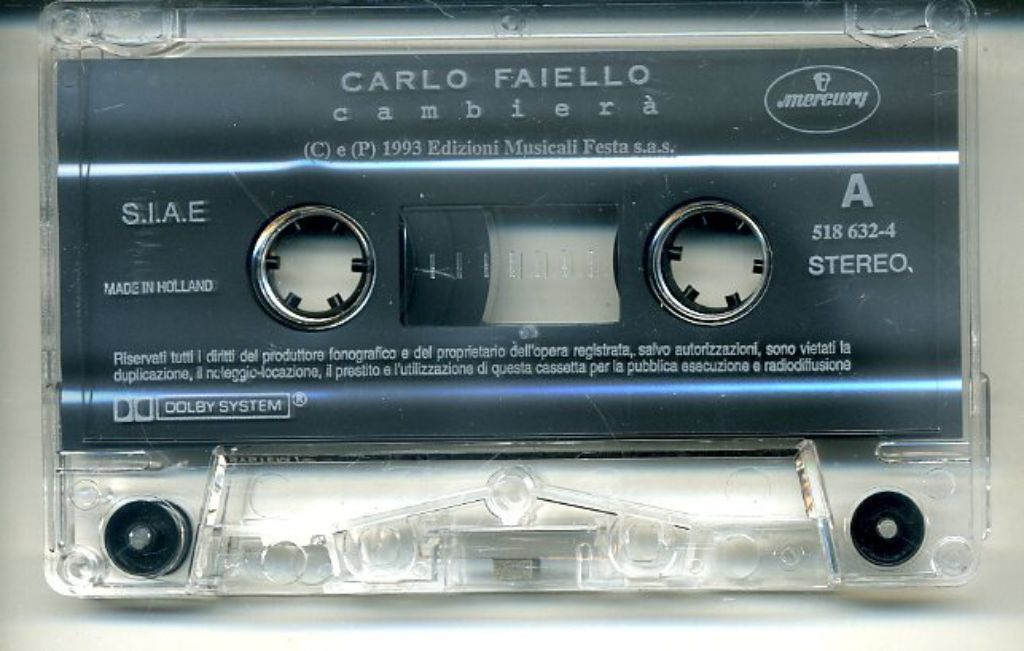 CARLO FAIELLO
cambierà
mercury
(C) e (P) 1993 Edizioni Musicali Festa s.a.s.
S.I.A.E
A
518 632-4
MADE IN HOLLAND
STEREO
Riservati tutti i diritti del produttore fonografico e del proprietario dell'opera registrata, salvo autorizzazioni, sono vietati la
duplicazione, il noleggio-locazione, il prestito e l'utilizzazione di questa cassetta per la pubblica esecuzione e radiodiffusione
DOLBY SYSTEM®